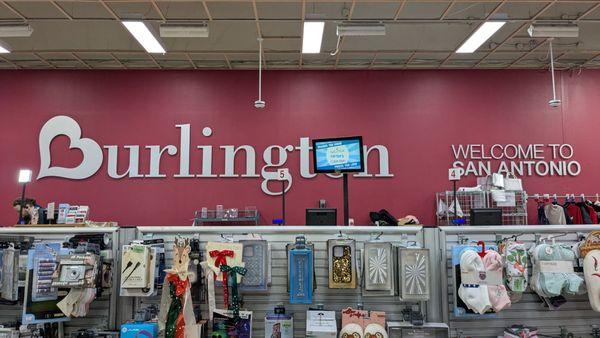 Burlington
WELCOME TO
SAN ANTONIO
5
4